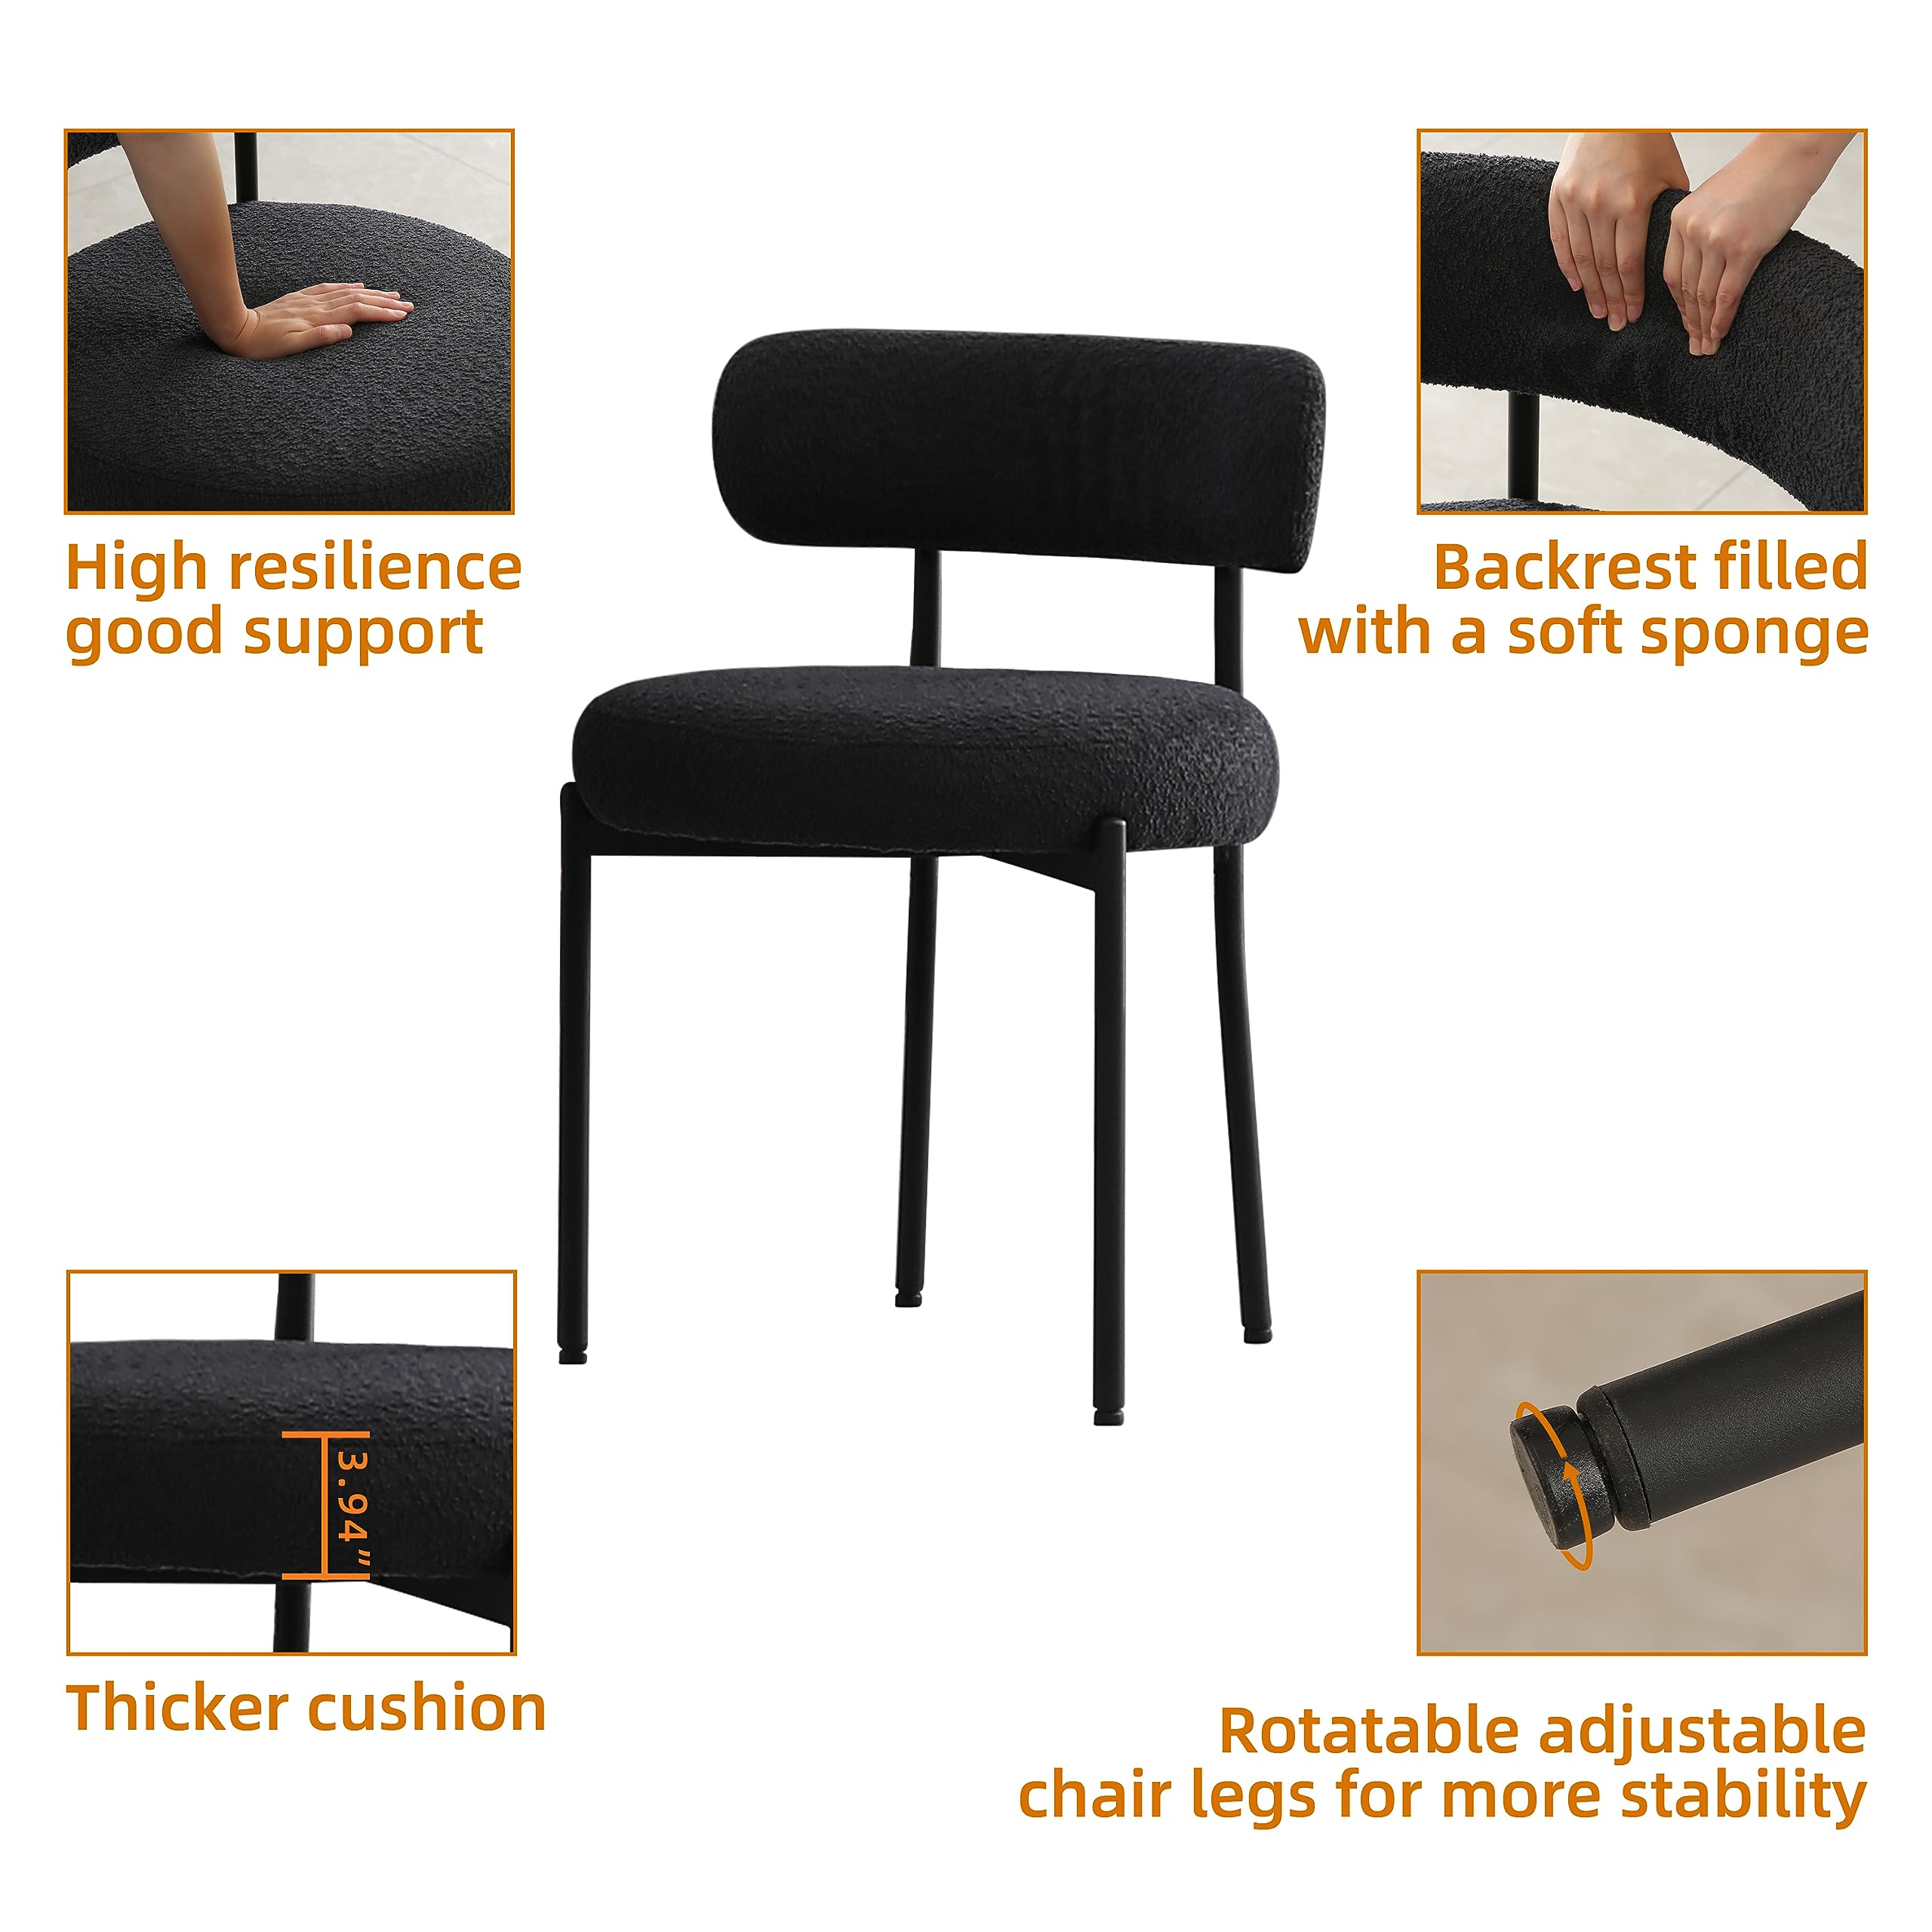 High resilience
good support
Backrest filled
with a soft sponge
3.94”
Thicker cushion
Rotatable adjustable
chair legs for more stability